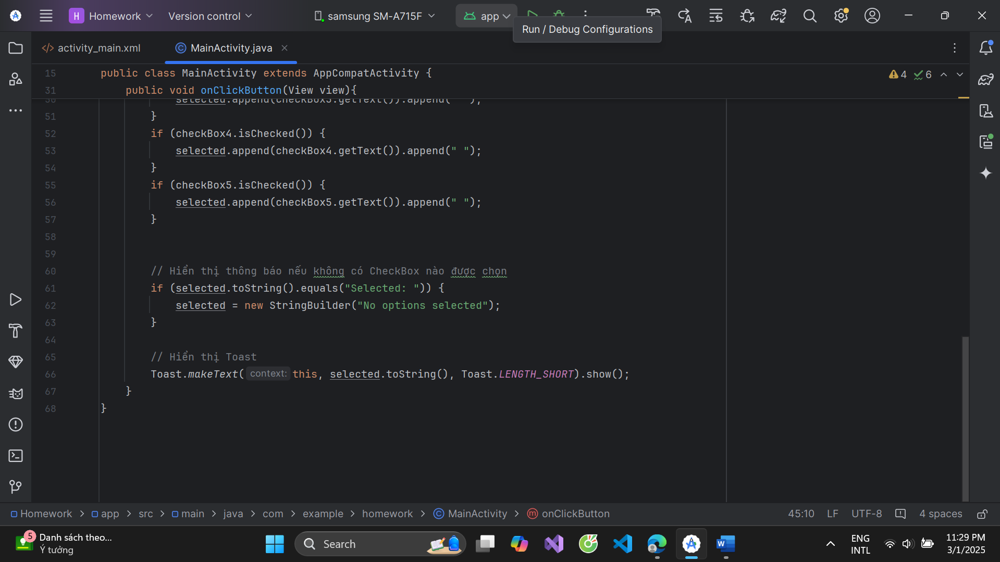 H Homework Version control samsung SM-A715F app
Run / Debug Configurations
activity_main.xml MainActivity.java
15 public class MainActivity extends AppCompatActivity { 4 6
31 public void onClickButton(View view){
50 selected.append(checkBox3.getText()).append(" ");
51 }
52 if (checkBox4.isChecked()) {
53 selected.append(checkBox4.getText()).append(" ");
54 }
55 if (checkBox5.isChecked()) {
56 selected.append(checkBox5.getText()).append(" ");
57 }
58
59
60 // Hiển thị thông báo nếu không có CheckBox nào được chọn
61 if (selected.toString().equals("Selected: ")) {
62 selected = new StringBuilder("No options selected");
63 }
64
65 // Hiển thị Toast
66 Toast.makeText( context: this, selected.toString(), Toast.LENGTH_SHORT).show();
67 }
68 }
Homework > app > src > main > java > com > example > homework > MainActivity > onClickButton 45:10 LF UTF-8 4 spaces
5 Danh sách theo...
Ý tưởng
Search
ENG
INTL
11:29 PM
3/1/2025